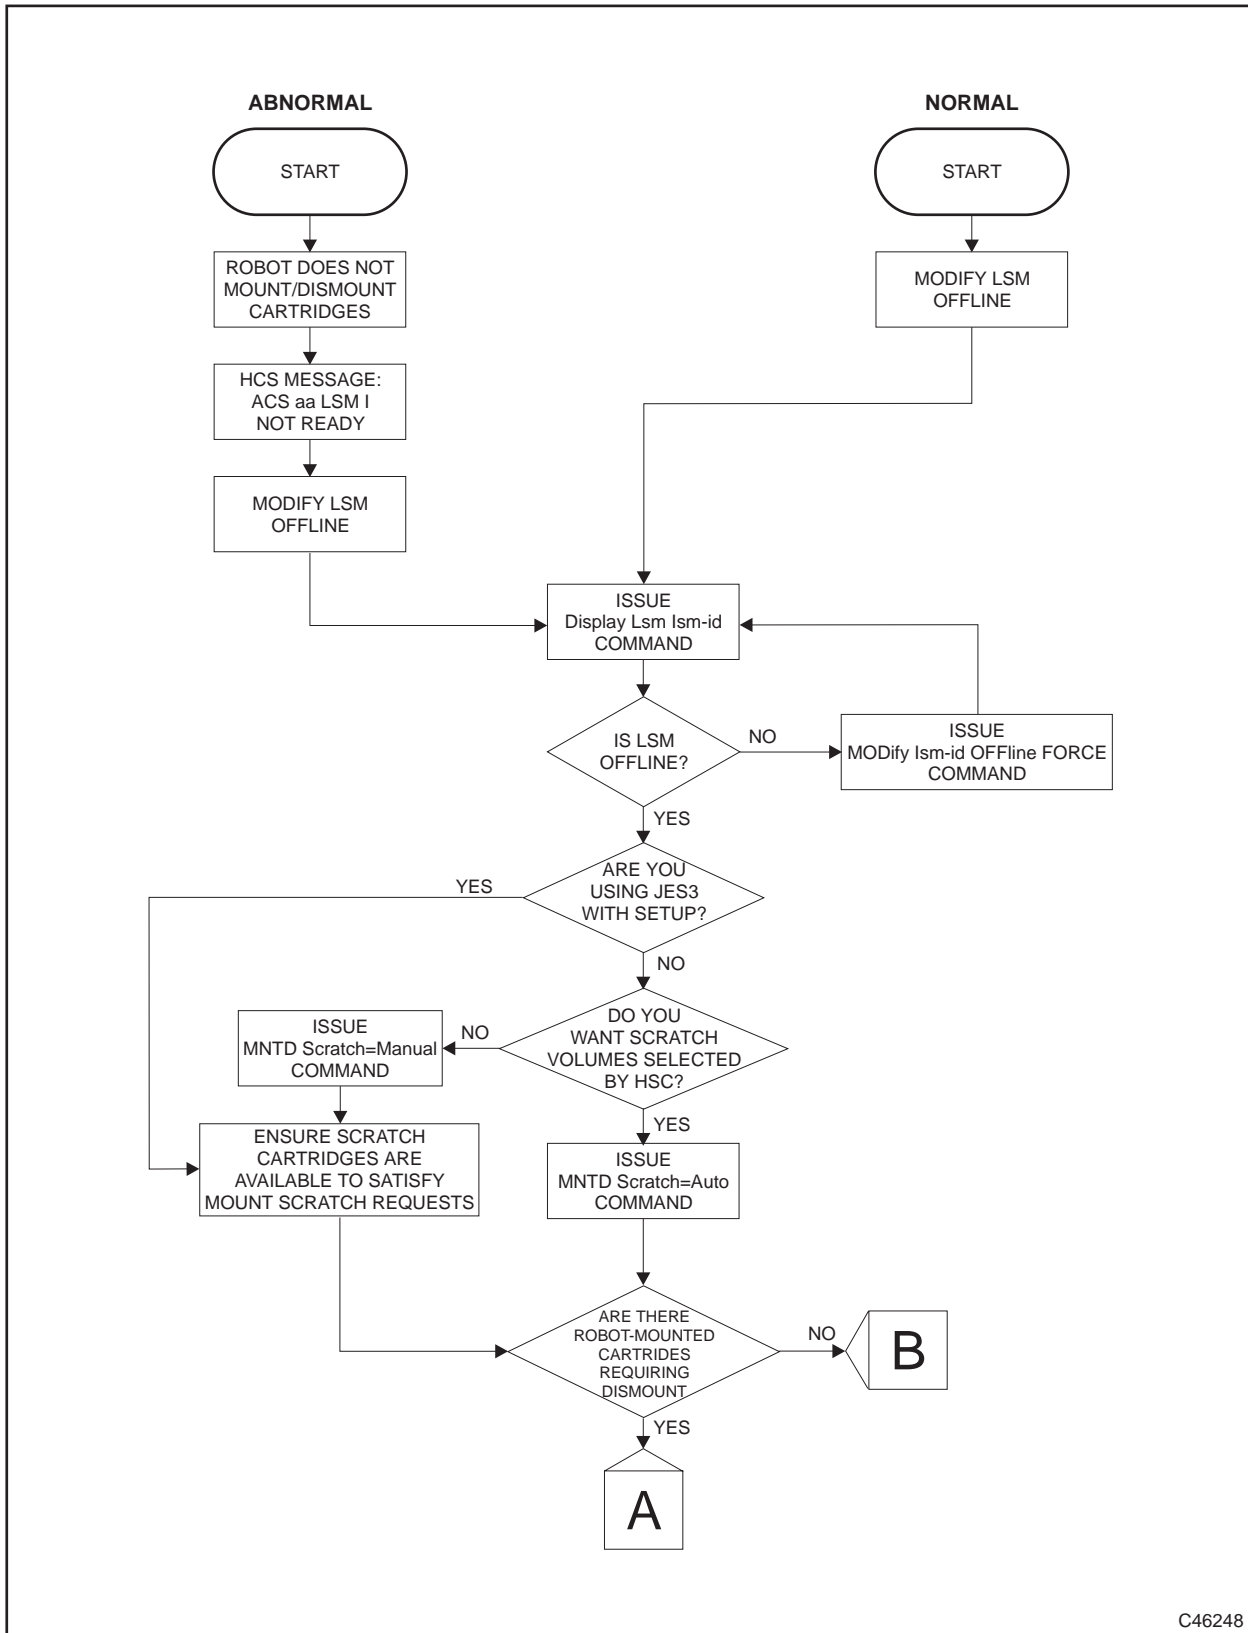 ABNORMAL
NORMAL
START
START
ROBOT DOES NOT
MOUNT/DISMOUNT
CARTRIDGES
MODIFY LSM
OFFLINE
HCS MESSAGE:
ACS aa LSM I
NOT READY
MODIFY LSM
OFFLINE
ISSUE
Display Lsm lsm-id
COMMAND
IS LSM
OFFLINE?
NO
ISSUE
MODify lsm-id OFFline FORCE
COMMAND
YES
ARE YOU
USING JES3
WITH SETUP?
YES
NO
DO YOU
WANT SCRATCH
VOLUMES SELECTED
BY HSC?
NO
ISSUE
MNTD Scratch=Manual
COMMAND
YES
ENSURE SCRATCH
CARTRIDGES ARE
AVAILABLE TO SATISFY
MOUNT SCRATCH REQUESTS
ISSUE
MNTD Scratch=Auto
COMMAND
ARE THERE
ROBOT-MOUNTED
CARTRIDES
REQUIRING
DISMOUNT
NO
B
YES
A
C46248